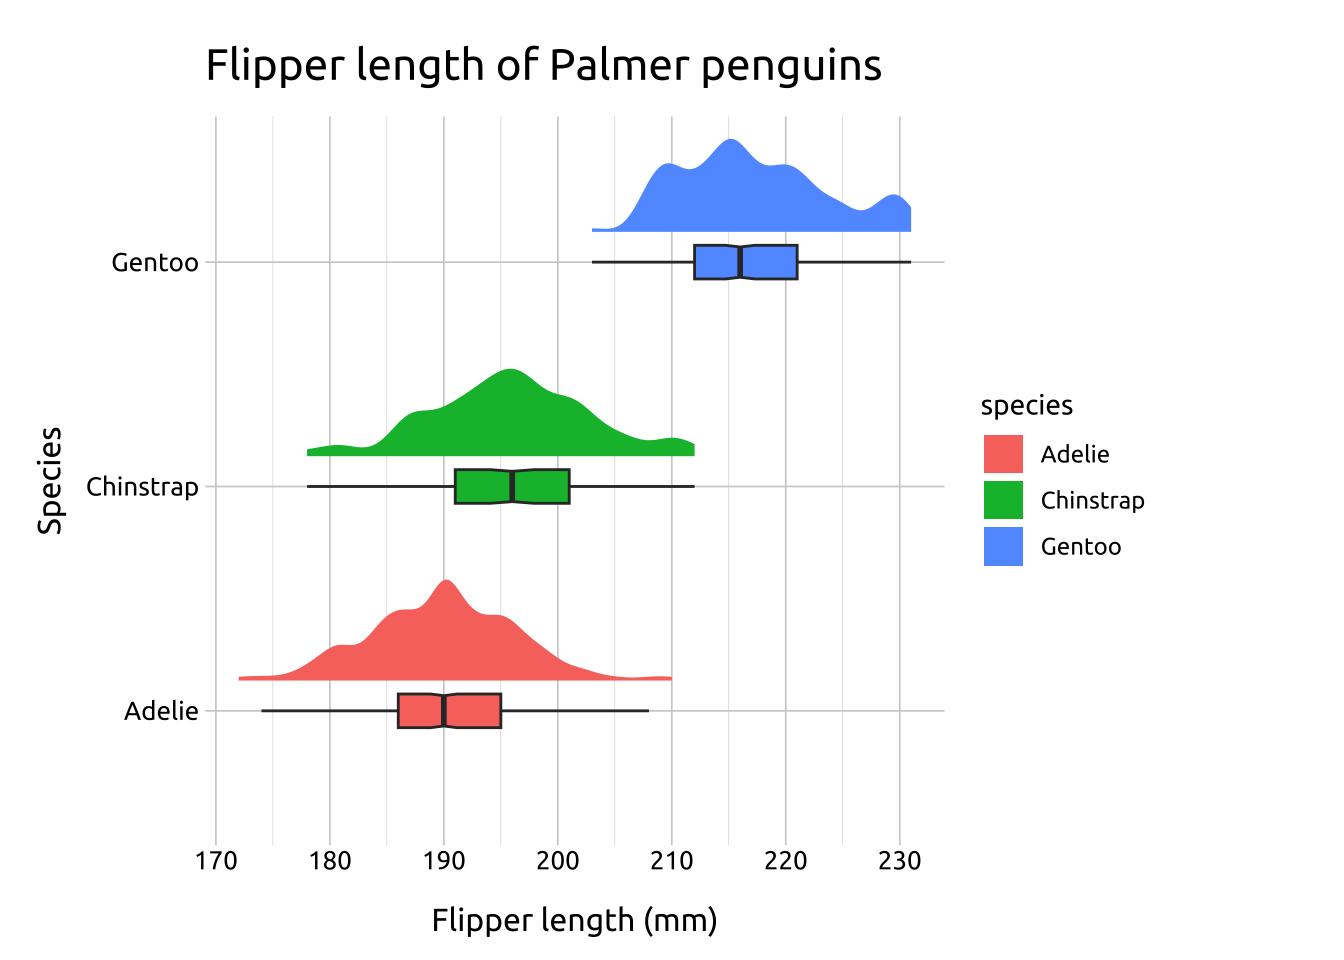 Flipper length of Palmer penguins
Gentoo
Chinstrap
Adelie
Species
170 180 190 200 210 220 230
Flipper length (mm)
species
Adelie
Chinstrap
Gentoo